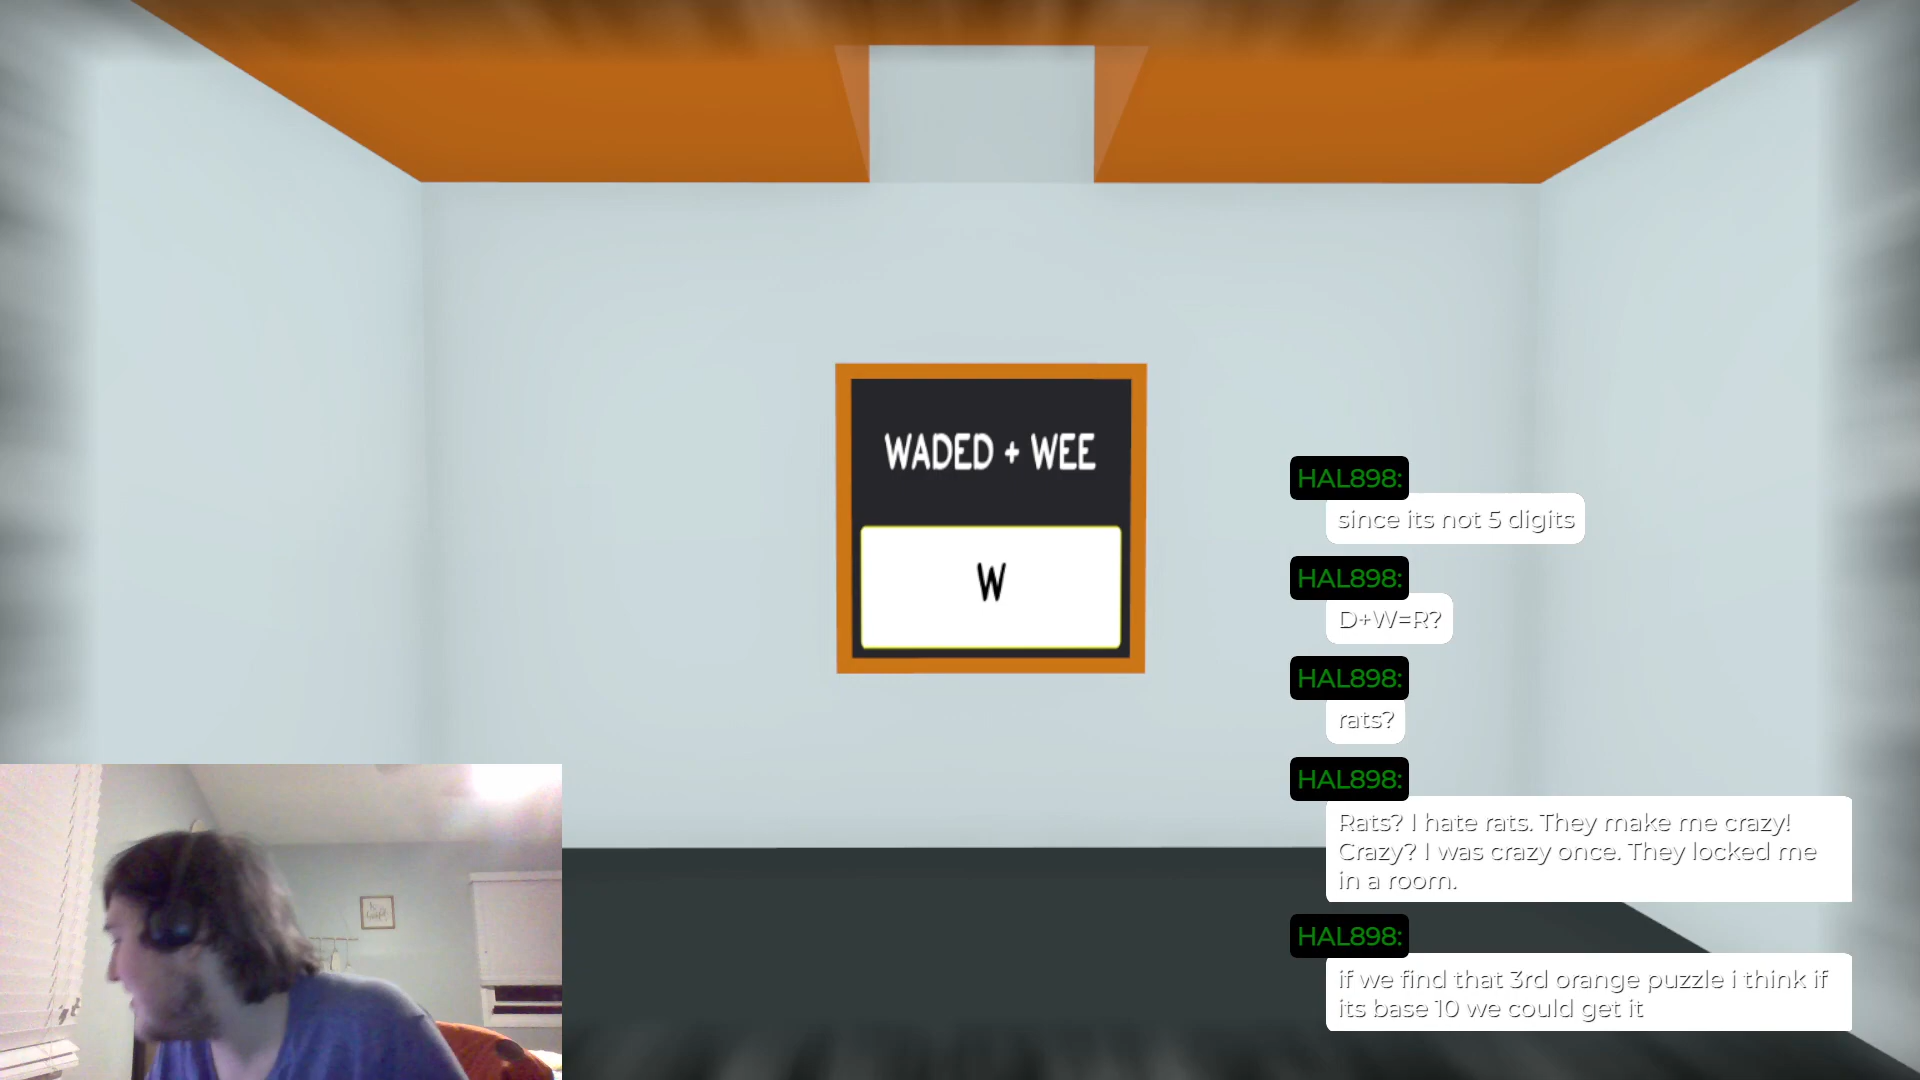 WADED + WEE
W
HAL898:
since its not 5 digits
HAL898:
D+W=R?
HAL898:
rats?
HAL898:
Rats? I hate rats. They make me crazy!
Crazy? I was crazy once. They locked me
in a room.
HAL898:
if we find that 3rd orange puzzle i think if
its base 10 we could get it